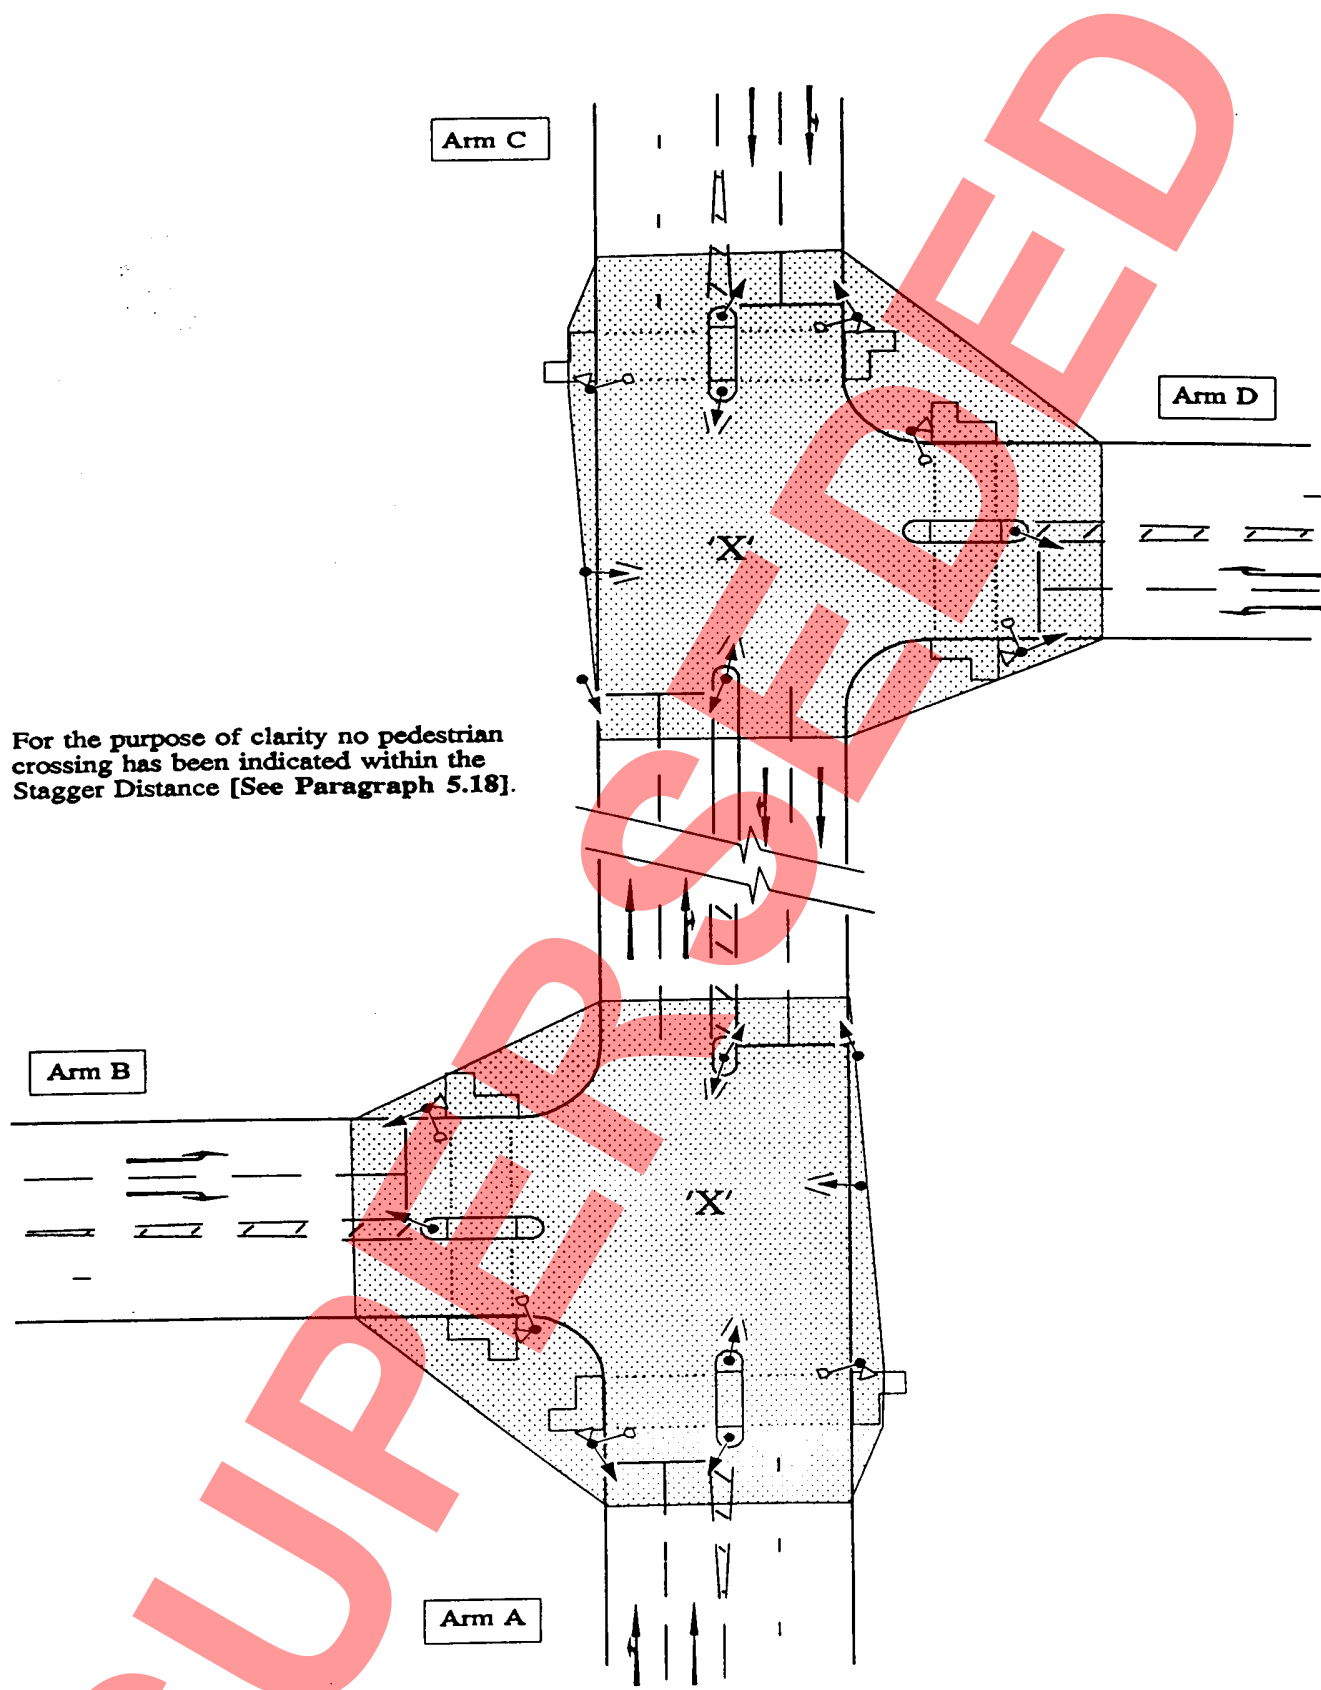 Arm C
Arm D
'X'
For the purpose of clarity no pedestrian
crossing has been indicated within the
Stagger Distance [See Paragraph 5.18].
Arm B
'X'
Arm A
SUPERSEDED